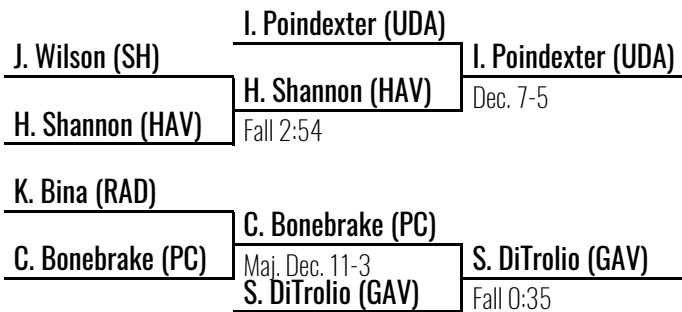 I. Poindexter (UDA)
J. Wilson (SH)
I. Poindexter (UDA)
H. Shannon (HAV)
Dec. 7-5
H. Shannon (HAV)
Fall 2:54
K. Bina (RAD)
C. Bonebrake (PC)
C. Bonebrake (PC)
Maj. Dec. 11-3
S. DiTrolio (GAV)
S. DiTrolio (GAV)
Fall 0:35